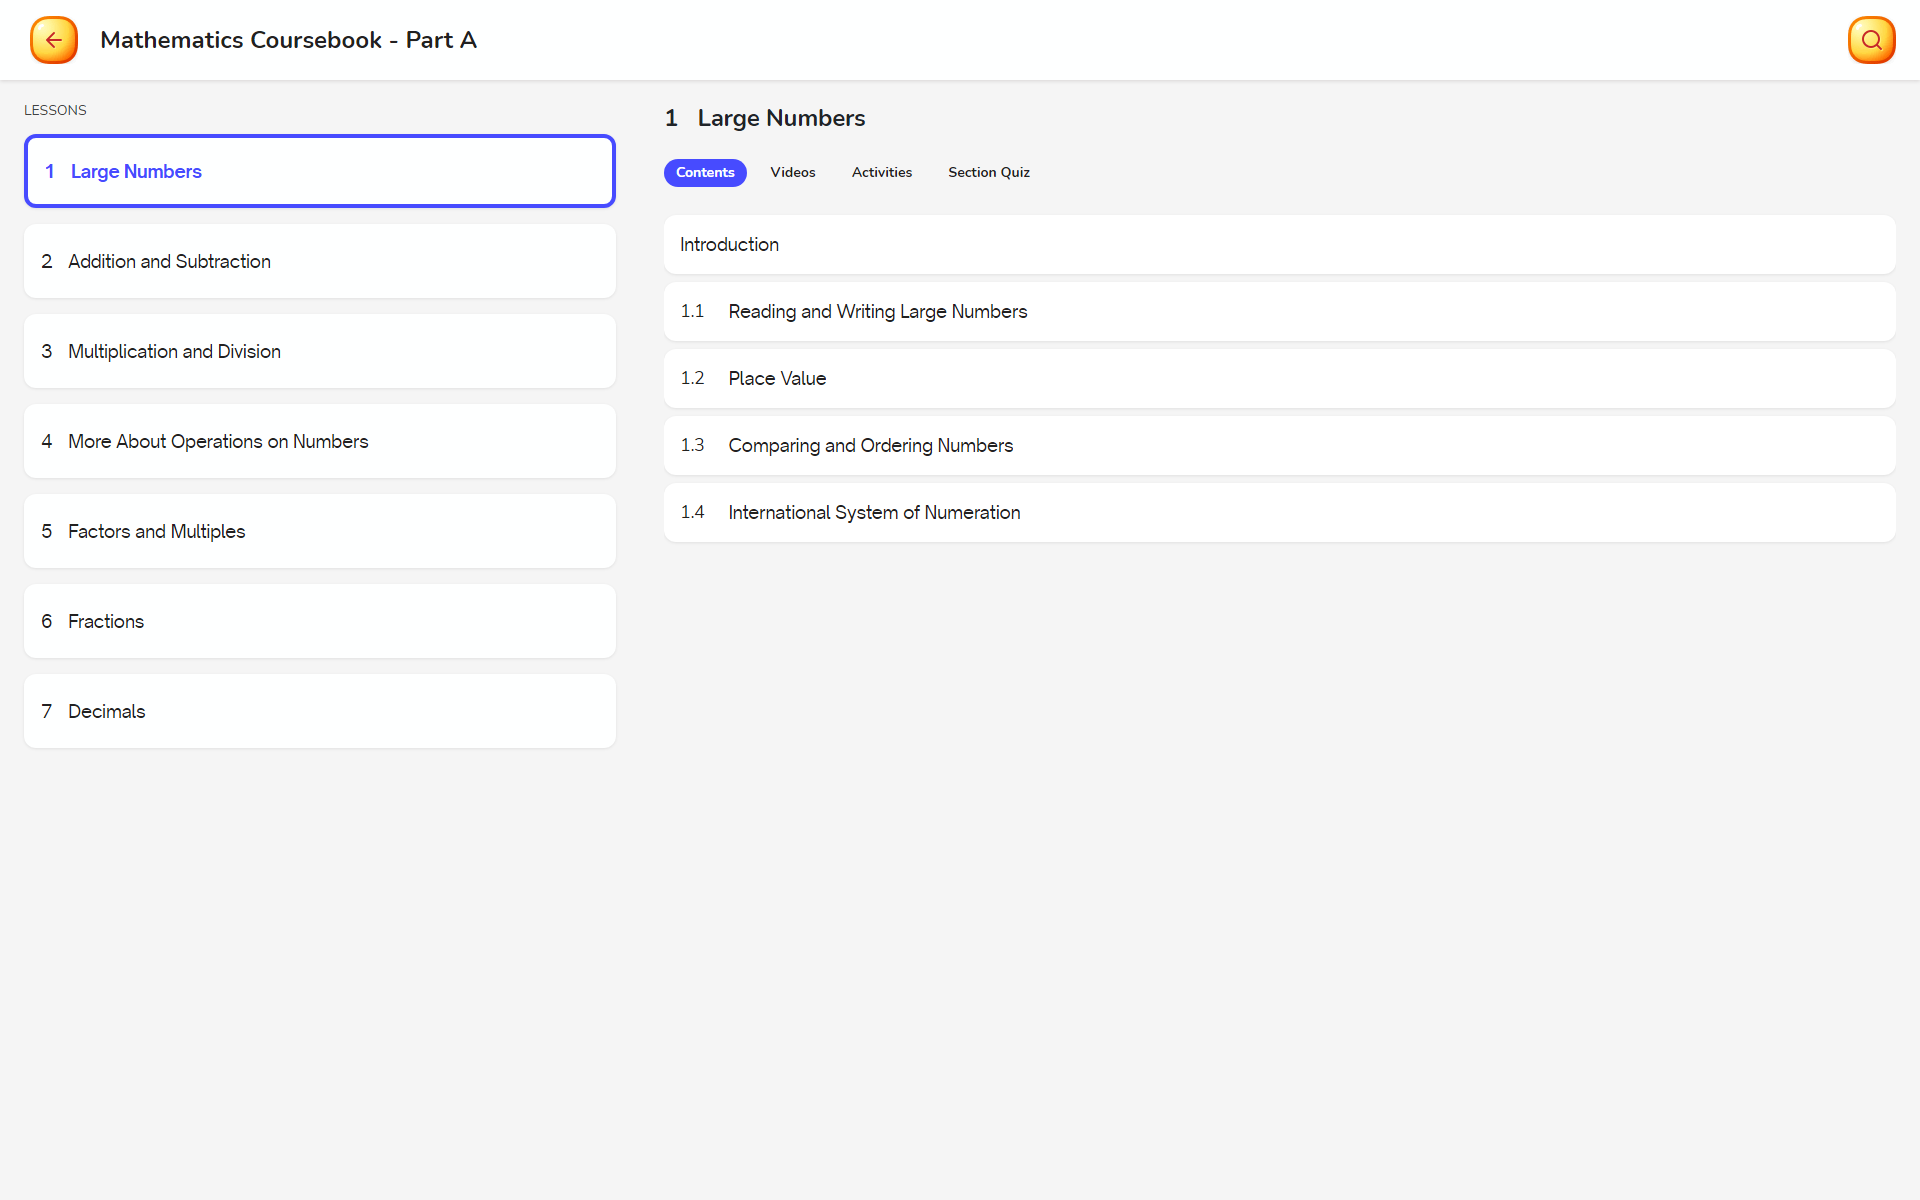 Mathematics Coursebook - Part A
LESSONS
1 Large Numbers
2 Addition and Subtraction
3 Multiplication and Division
4 More About Operations on Numbers
5 Factors and Multiples
6 Fractions
7 Decimals
1 Large Numbers
Contents Videos Activities Section Quiz
Introduction
1.1 Reading and Writing Large Numbers
1.2 Place Value
1.3 Comparing and Ordering Numbers
1.4 International System of Numeration